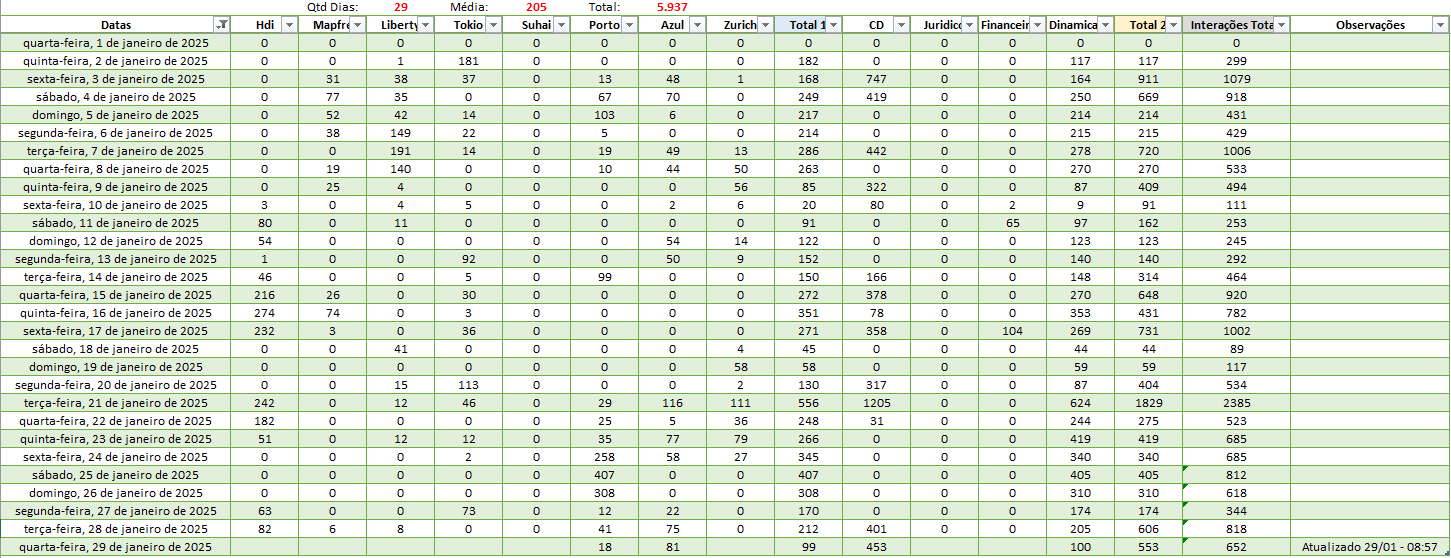 Qtd Dias: 29 Média: 205 Total: 5.937
Datas Hdi Mapfre Liberty Tokio Suhai Porto Azul Zurich Total 1 CD Juridico Financeir Dinamica Total 2 Interações Tota Observações
quarta-feira, 1 de janeiro de 2025 0 0 0 0 0 0 0 0 0 0 0 0 0 0 0
quinta-feira, 2 de janeiro de 2025 0 0 1 181 0 0 0 0 182 0 0 0 117 117 299
sexta-feira, 3 de janeiro de 2025 0 31 38 37 0 13 48 1 168 747 0 0 164 911 1079
sábado, 4 de janeiro de 2025 0 77 35 0 0 67 70 0 249 419 0 0 250 669 918
domingo, 5 de janeiro de 2025 0 52 42 14 0 103 6 0 217 0 0 0 214 214 431
segunda-feira, 6 de janeiro de 2025 0 38 149 22 0 5 0 0 214 0 0 0 215 215 429
terça-feira, 7 de janeiro de 2025 0 0 191 14 0 19 49 13 286 442 0 0 278 720 1006
quarta-feira, 8 de janeiro de 2025 0 19 140 0 0 10 44 50 263 0 0 0 270 270 533
quinta-feira, 9 de janeiro de 2025 0 25 4 0 0 0 0 56 85 322 0 0 87 409 494
sexta-feira, 10 de janeiro de 2025 3 0 4 5 0 0 2 6 20 80 0 2 9 91 111
sábado, 11 de janeiro de 2025 80 0 11 0 0 0 0 0 91 0 0 65 97 162 253
domingo, 12 de janeiro de 2025 54 0 0 0 0 0 54 14 122 0 0 0 123 123 245
segunda-feira, 13 de janeiro de 2025 1 0 0 92 0 0 50 9 152 0 0 0 140 140 292
terça-feira, 14 de janeiro de 2025 46 0 0 5 0 99 0 0 150 166 0 0 148 314 464
quarta-feira, 15 de janeiro de 2025 216 26 0 30 0 0 0 0 272 378 0 0 270 648 920
quinta-feira, 16 de janeiro de 2025 274 74 0 3 0 0 0 0 351 78 0 0 353 431 782
sexta-feira, 17 de janeiro de 2025 232 3 0 36 0 0 0 0 271 358 0 104 269 731 1002
sábado, 18 de janeiro de 2025 0 0 41 0 0 0 0 4 45 0 0 0 44 44 89
domingo, 19 de janeiro de 2025 0 0 0 0 0 0 0 58 58 0 0 0 59 59 117
segunda-feira, 20 de janeiro de 2025 0 0 15 113 0 0 0 2 130 317 0 0 87 404 534
terça-feira, 21 de janeiro de 2025 242 0 12 46 0 29 116 111 556 1205 0 0 624 1829 2385
quarta-feira, 22 de janeiro de 2025 182 0 0 0 0 25 5 36 248 31 0 0 244 275 523
quinta-feira, 23 de janeiro de 2025 51 0 12 12 0 35 77 79 266 0 0 0 419 419 685
sexta-feira, 24 de janeiro de 2025 0 0 0 2 0 258 58 27 345 0 0 0 340 340 685
sábado, 25 de janeiro de 2025 0 0 0 0 0 407 0 0 407 0 0 0 405 405 812
domingo, 26 de janeiro de 2025 0 0 0 0 0 308 0 0 308 0 0 0 310 310 618
segunda-feira, 27 de janeiro de 2025 63 0 0 73 0 12 22 0 170 0 0 0 174 174 344
terça-feira, 28 de janeiro de 2025 82 6 8 0 0 41 75 0 212 401 0 0 205 606 818
quarta-feira, 29 de janeiro de 2025 18 81 99 453 100 553 652 Atualizado 29/01 - 08:57